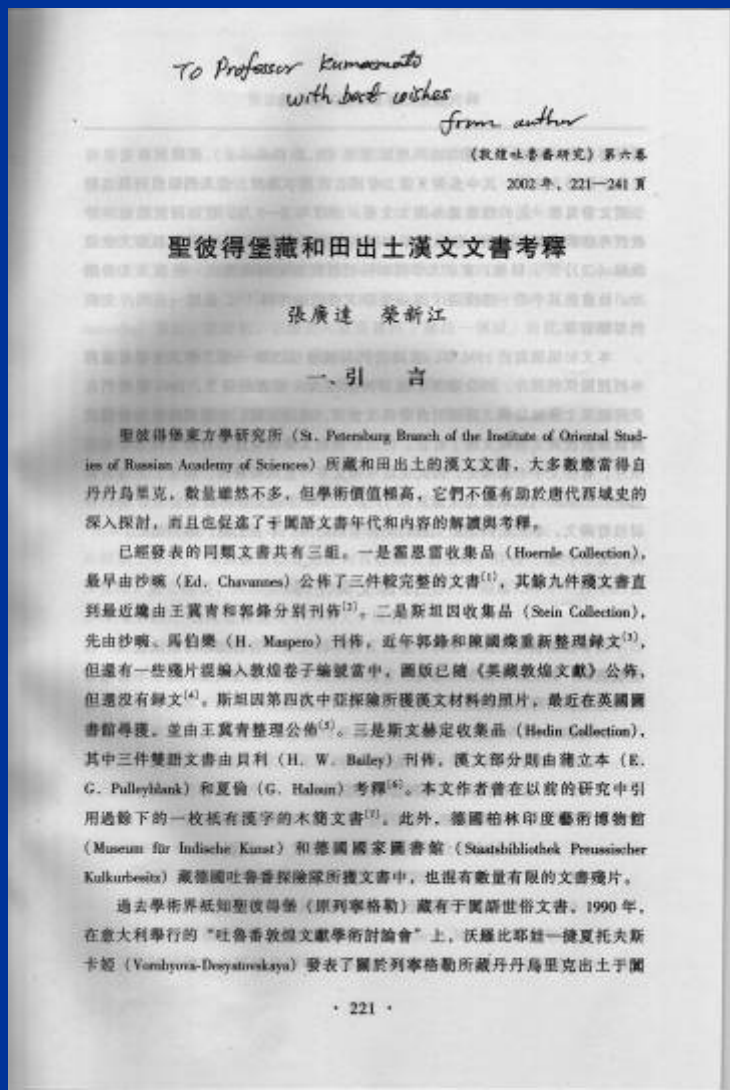 To Professor Kumamoto
with best wishes
from author
《敦煌吐魯番研究》第六卷
2002年，221—241頁
聖彼得堡藏和田出土漢文文書考釋
張廣達 榮新江
一、引 言
聖彼得堡東方學研究所（St. Petersburg Branch of the Institute of Oriental Stud-
ies of Russian Academy of Sciences）所藏和田出土的漢文文書，大多數應當得自
丹丹烏里克，數量雖然不多，但學術價值極高，它們不僅有助於唐代西域史的
深入探討，而且也促進了于闐語文書年代和內容的解讀與考釋。
已經發表的同類文書共有三組。一是霍恩雷收集品（Hoernle Collection），
最早由沙畹（Ed. Chavannes）公佈了三件較完整的文書[1]，其餘九件殘文書直
到最近纔由王冀青和郭鋒分別刊佈[2]。二是斯坦因收集品（Stein Collection），
先由沙畹、馬伯樂（H. Maspero）刊佈，近年郭鋒和陳國燦重新整理録文[3]，
但還有一些殘片混編入敦煌卷子編號當中，圖版已隨《英藏敦煌文獻》公佈，
但還没有録文[4]。斯坦因第四次中亞探險所獲漢文材料的照片，最近在英國圖
書館尋獲，並由王冀青整理公佈[5]。三是斯文赫定收集品（Hedin Collection），
其中三件雙語文書由貝利（H. W. Bailey）刊佈，漢文部分則由蒲立本（E.
G. Pulleyblank）和夏倫（G. Haloun）考釋[6]。本文作者曾在以前的研究中引
用過餘下的一枚祇有漢字的木簡文書[7]。此外，德國柏林印度藝術博物館
（Museum für Indische Kunst）和德國國家圖書館（Staatsbibliothek Preussischer
Kulkurbesitz）藏德國吐魯番探險隊所獲文書中，也混有數量有限的文書殘片。
過去學術界祇知聖彼得堡（原列寧格勒）藏有于闐語世俗文書。1990年，
在意大利舉行的“吐魯番敦煌文獻學術討論會”上，沃羅比耶娃—捷夏托夫斯
卡婭（Vorobyova-Desyatovskaya）發表了關於列寧格勒所藏丹丹烏里克出土于闐
· 221 ·